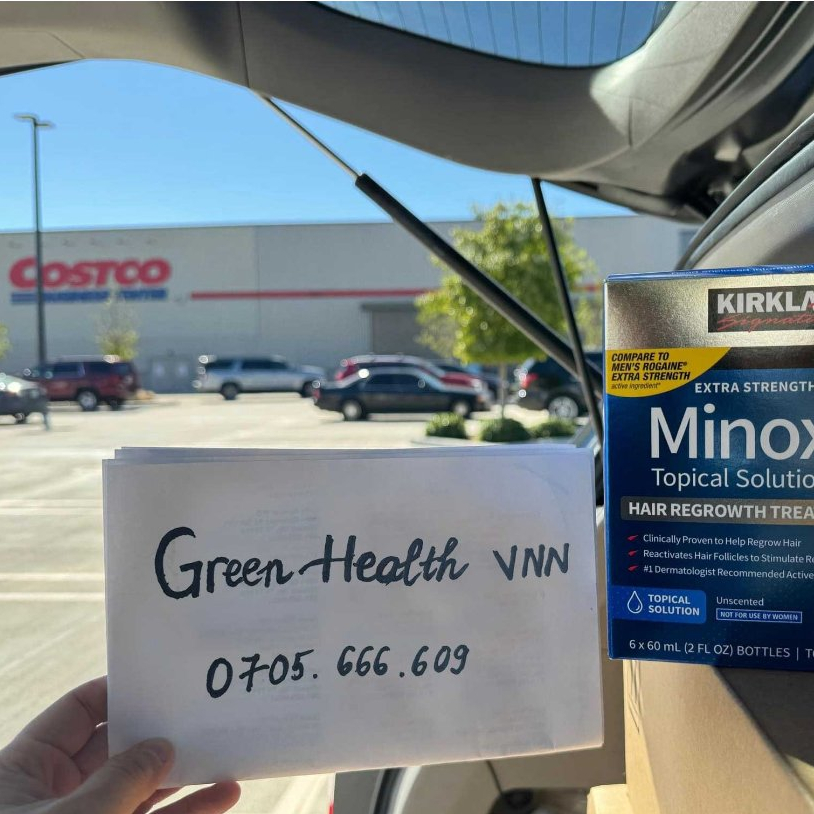 COSTCO
KIRKLA
Signat
COMPARE TO
MEN'S ROGAINE®
EXTRA STRENGTH
active ingredient*
EXTRA STRENGTH
Minox
Topical Solutio
HAIR REGROWTH TREA
Clinically Proven to Help Regrow Hair
Reactivates Hair Follicles to Stimulate Re
#1 Dermatologist Recommended Active
TOPICAL
SOLUTION
Unscented
NOT FOR USE BY WOMEN
6 x 60 mL (2 FL OZ) BOTTLES | T
Green Health VNN
0705.666.609